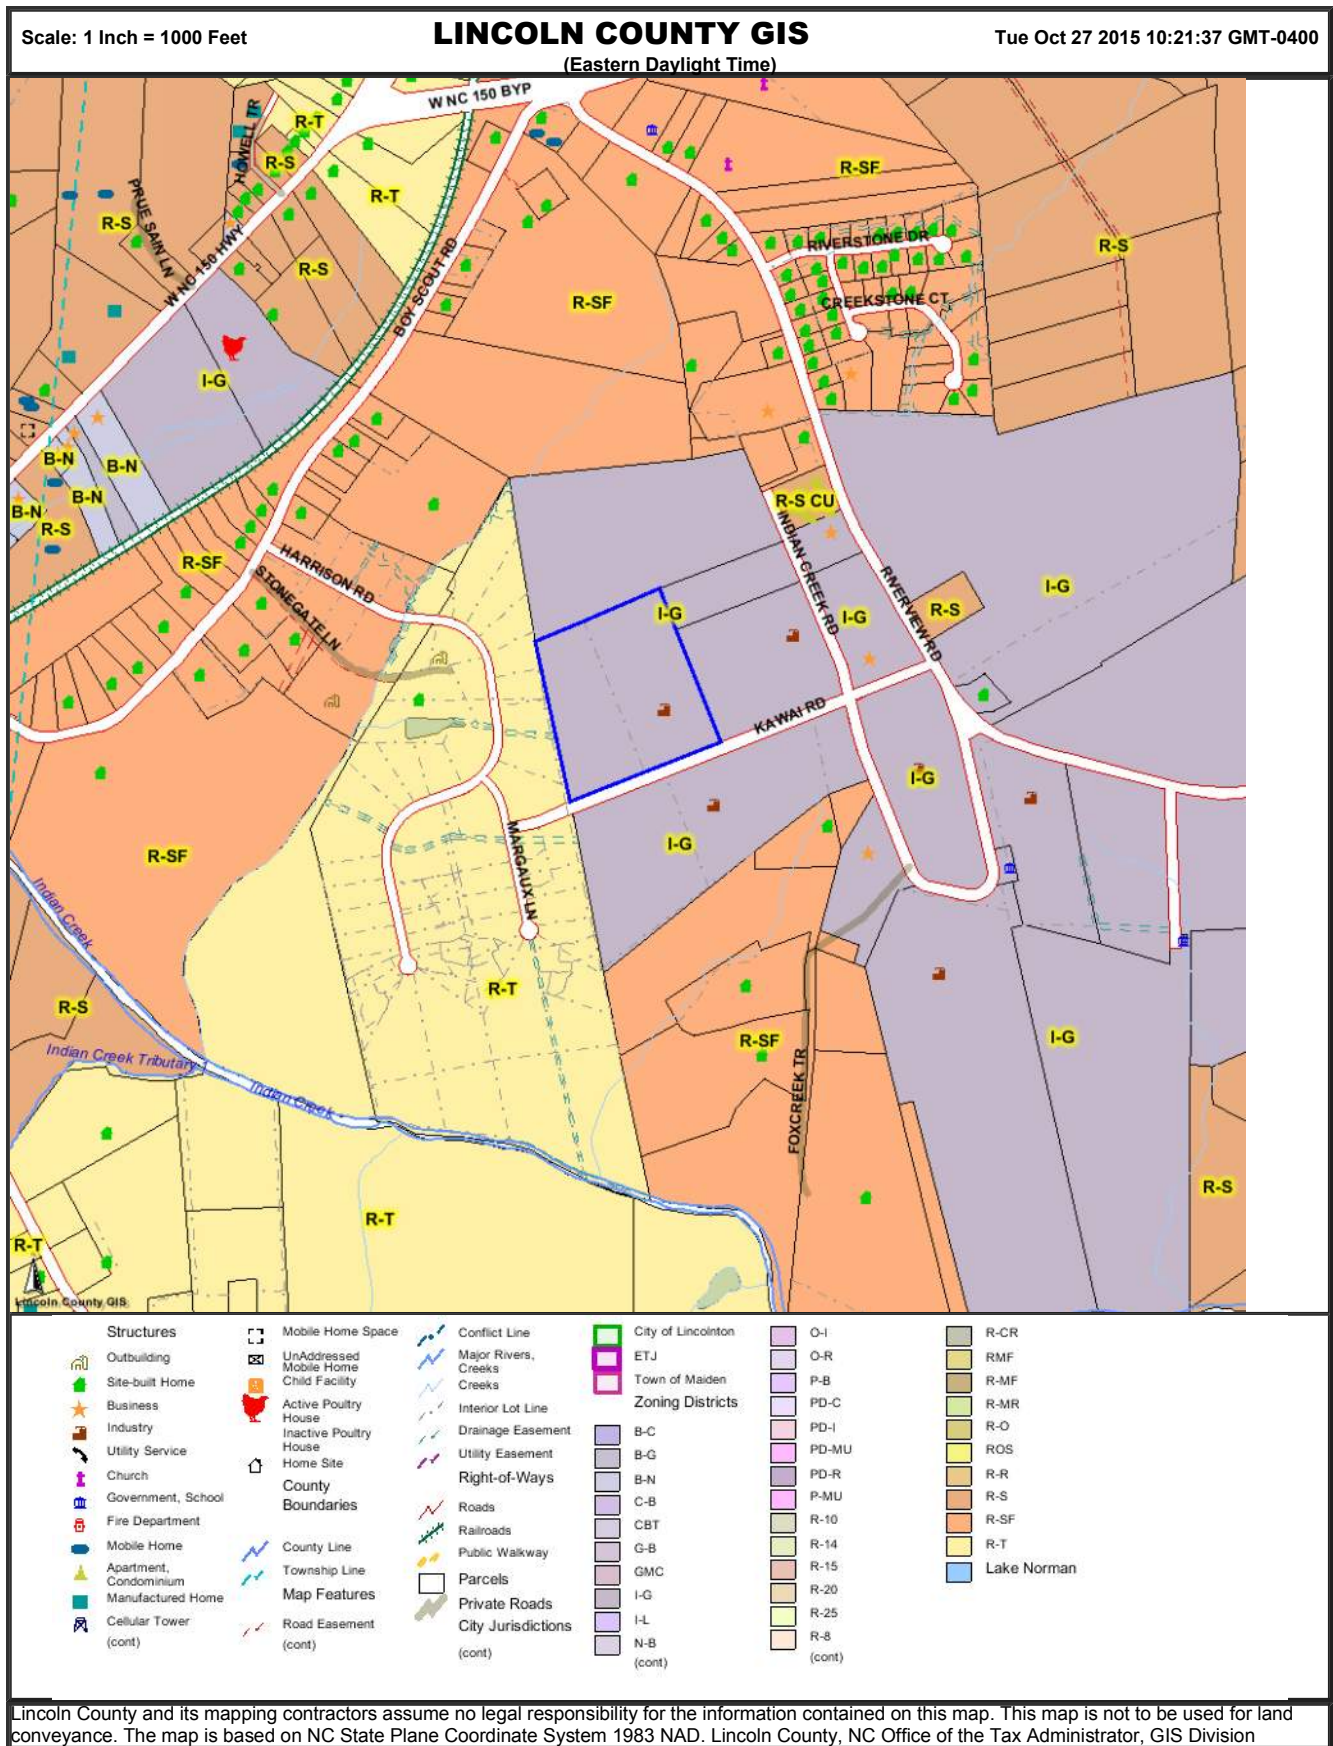 Scale: 1 Inch = 1000 Feet
LINCOLN COUNTY GIS
(Eastern Daylight Time)
Tue Oct 27 2015 10:21:37 GMT-0400
W NC 150 BYP
HOWELL TR
R-T
R-S
R-T
R-SF
PRUE SAIN LN
R-S
W NC 150 HWY
R-S
BOY SCOUT RD
R-SF
RIVERSTONE DR
R-S
CREEKSTONE CT
I-G
B-N
B-N
B-N
B-N
R-S
R-S CU
R-SF
HARRISON RD
STONEGATE LN
INDIAN CREEK RD
RIVERVIEW RD
I-G
I-G
I-G
R-S
KAWAI RD
I-G
I-G
R-SF
MARGAUX LN
Indian Creek
R-T
R-S
R-SF
I-G
Indian Creek Tributary 1
Indian Creek
FOXCREEK TR
R-S
R-T
R-T
Lincoln County GIS
Structures
Outbuilding
Site-built Home
Business
Industry
Utility Service
Church
Government, School
Fire Department
Mobile Home
Apartment,
Condominium
Manufactured Home
Cellular Tower
(cont)
Mobile Home Space
UnAddressed
Mobile Home
Child Facility
Active Poultry
House
Inactive Poultry
House
Home Site
County
Boundaries
County Line
Township Line
Map Features
Road Easement
(cont)
Conflict Line
Major Rivers,
Creeks
Creeks
Interior Lot Line
Drainage Easement
Utility Easement
Right-of-Ways
Roads
Railroads
Public Walkway
Parcels
Private Roads
City Jurisdictions
(cont)
City of Lincolnton
ETJ
Town of Maiden
Zoning Districts
B-C
B-G
B-N
C-B
CBT
G-B
GMC
I-G
I-L
N-B
(cont)
O-I
O-R
P-B
PD-C
PD-I
PD-MU
PD-R
P-MU
R-10
R-14
R-15
R-20
R-25
R-8
(cont)
R-CR
RMF
R-MF
R-MR
R-O
ROS
R-R
R-S
R-SF
R-T
Lake Norman
Lincoln County and its mapping contractors assume no legal responsibility for the information contained on this map. This map is not to be used for land
conveyance. The map is based on NC State Plane Coordinate System 1983 NAD. Lincoln County, NC Office of the Tax Administrator, GIS Division